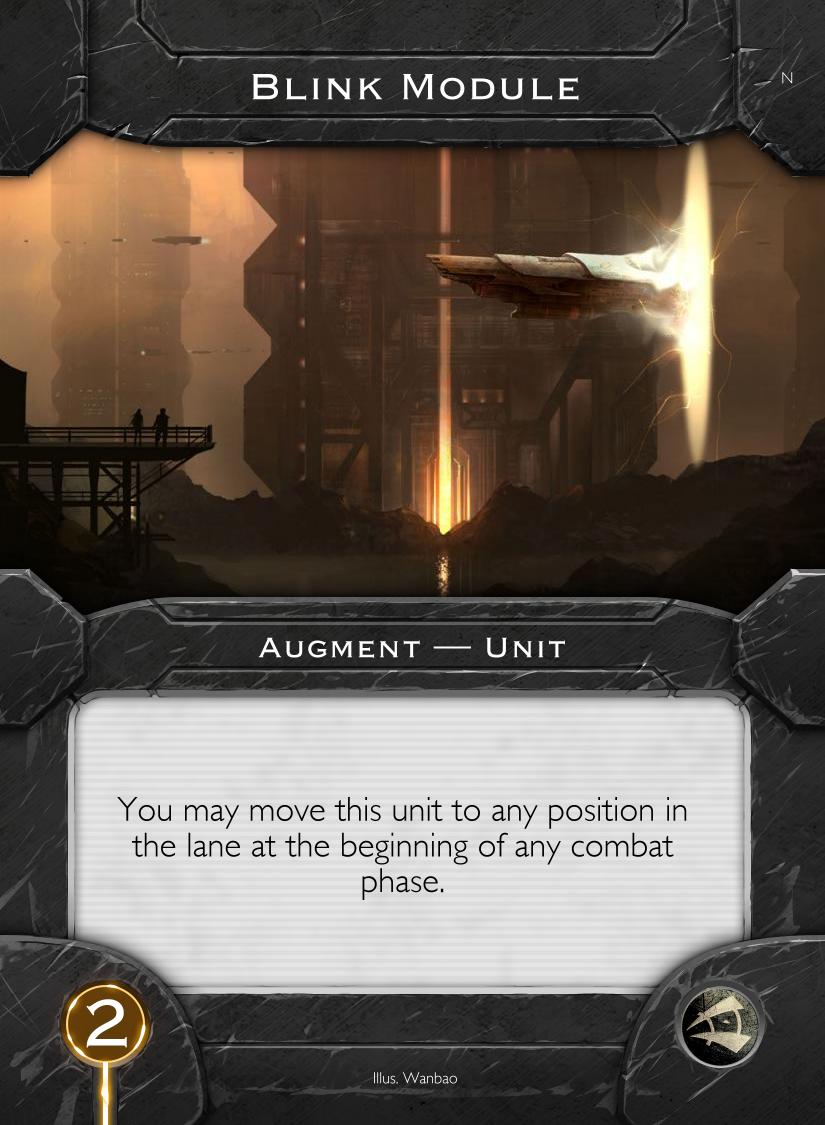 Blink Module
N
Augment — Unit
You may move this unit to any position in
the lane at the beginning of any combat
phase.
2
Illus. Wanbao